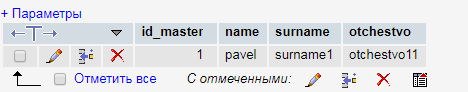 + Параметры
id_master name surname otchestvo
1 pavel surname1 otchestvo11
Отметить все С отмеченными: